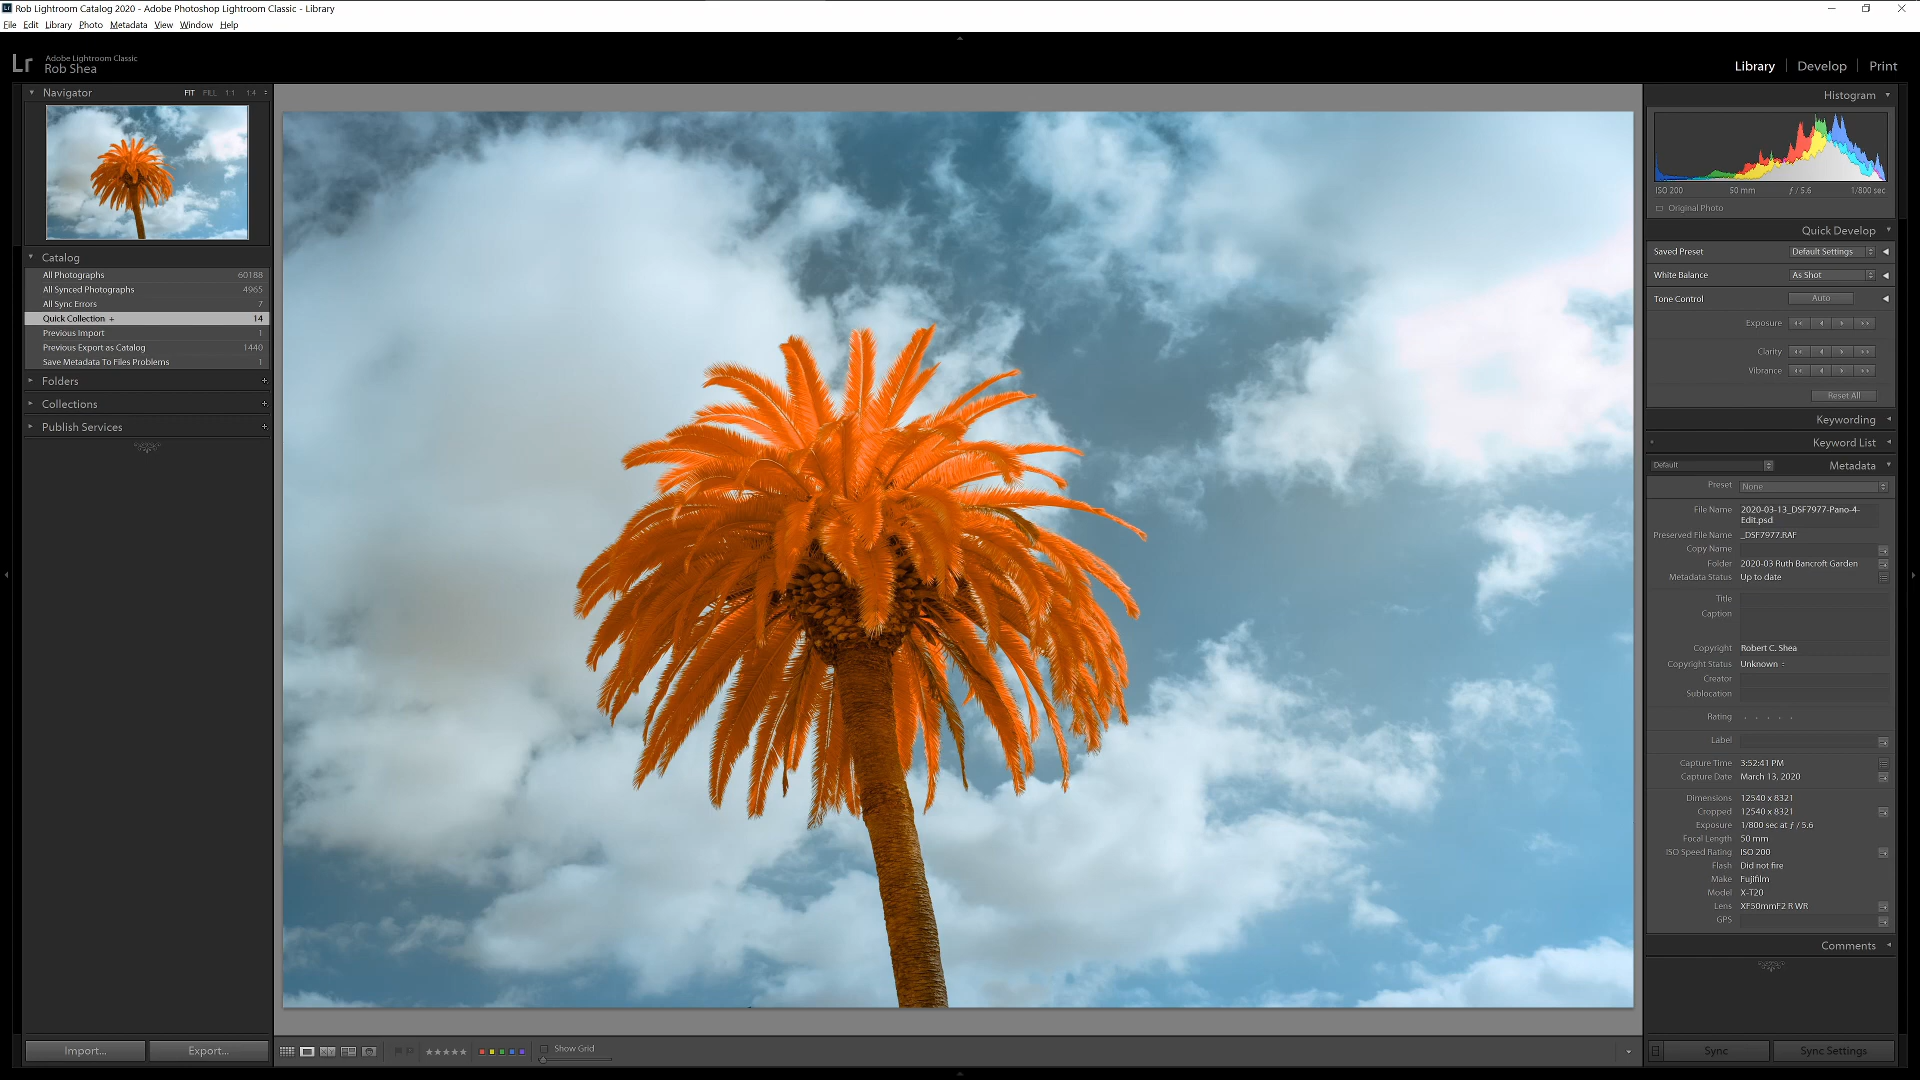 Rob Lightroom Catalog 2020 - Adobe Photoshop Lightroom Classic - Library
File Edit Library Photo Metadata View Window Help
Lr
Adobe Lightroom Classic
Rob Shea
Library Develop Print
Navigator FIT FILL 1:1 1:4
Catalog
All Photographs 60188
All Synced Photographs 4965
All Sync Errors 7
Quick Collection + 14
Previous Import 1
Previous Export as Catalog 1440
Save Metadata To Files Problems 1
Folders +
Collections +
Publish Services +
Import...
Export...
Show Grid
Histogram
ISO 200 50 mm ƒ / 5.6 1/800 sec
Original Photo
Quick Develop
Saved Preset Default Settings
White Balance As Shot
Tone Control Auto
Exposure
Clarity
Vibrance
Reset All
Keywording
Keyword List
Default Metadata
Preset None
File Name 2020-03-13_DSF7977-Pano-4-
Edit.psd
Preserved File Name _DSF7977.RAF
Copy Name
Folder 2020-03 Ruth Bancroft Garden
Metadata Status Up to date
Title
Caption
Copyright Robert C. Shea
Copyright Status Unknown
Creator
Sublocation
Rating
Label
Capture Time 3:52:41 PM
Capture Date March 13, 2020
Dimensions 12540 x 8321
Cropped 12540 x 8321
Exposure 1/800 sec at ƒ / 5.6
Focal Length 50 mm
ISO Speed Rating ISO 200
Flash Did not fire
Make Fujifilm
Model X-T20
Lens XF50mmF2 R WR
GPS
Comments
Sync
Sync Settings